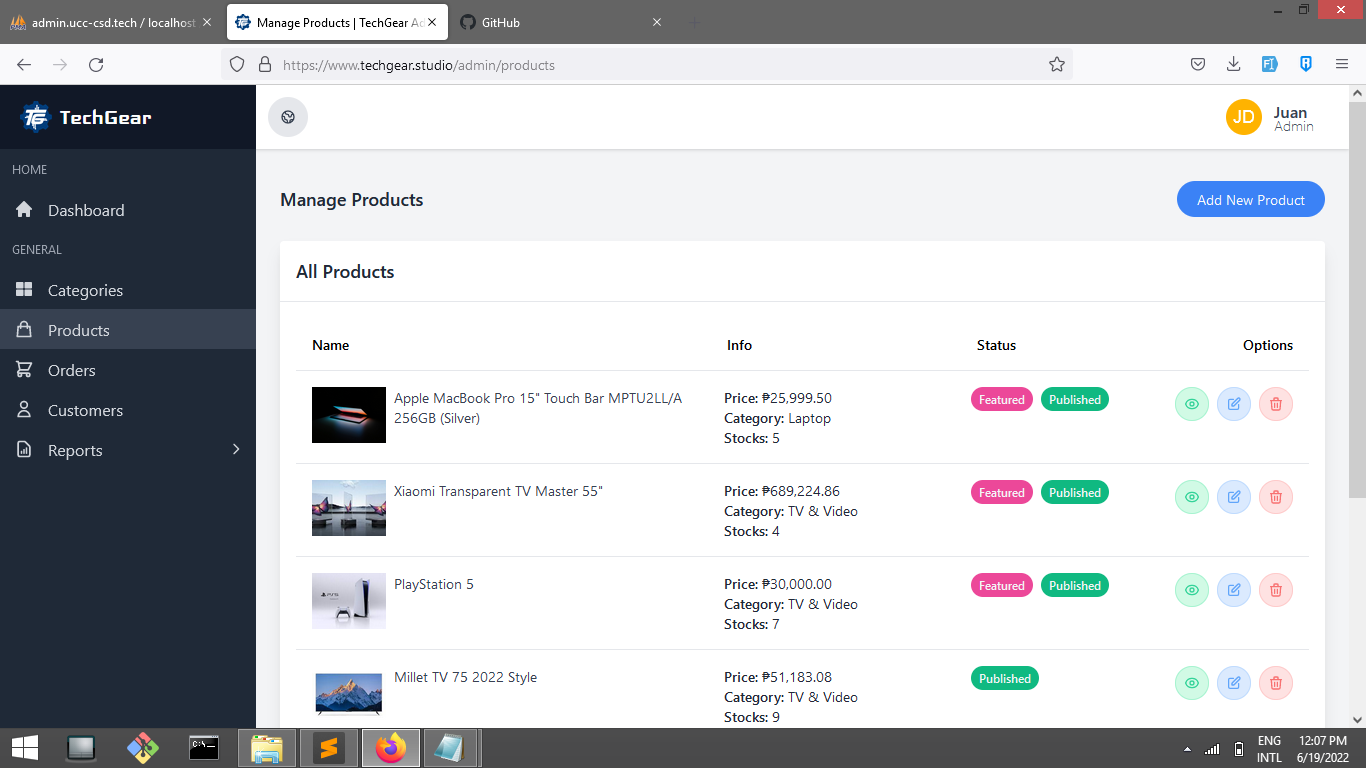 admin.ucc-csd.tech / localhost
Manage Products | TechGear Ad
GitHub
https://www.techgear.studio/admin/products
TechGear
HOME
Dashboard
GENERAL
Categories
Products
Orders
Customers
Reports
JD
Juan
Admin
Manage Products
Add New Product
All Products
Name Info Status Options
Apple MacBook Pro 15" Touch Bar MPTU2LL/A
256GB (Silver)
Price: ₱25,999.50
Category: Laptop
Stocks: 5
Featured Published
Xiaomi Transparent TV Master 55"
Price: ₱689,224.86
Category: TV & Video
Stocks: 4
Featured Published
PlayStation 5
Price: ₱30,000.00
Category: TV & Video
Stocks: 7
Featured Published
Millet TV 75 2022 Style
Price: ₱51,183.08
Category: TV & Video
Stocks: 9
Published
ENG
INTL
12:07 PM
6/19/2022